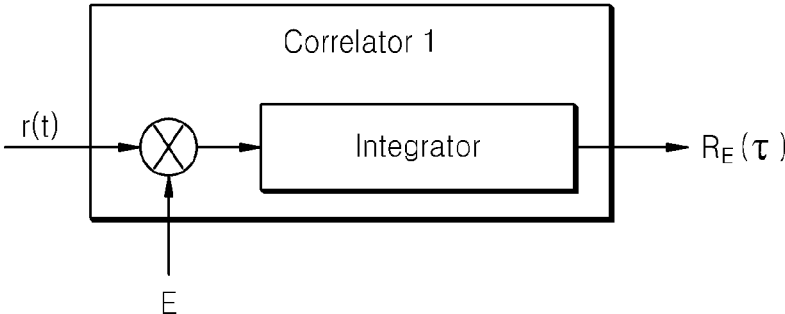 Correlator 1
r(t)
Integrator
R_E(τ)
E